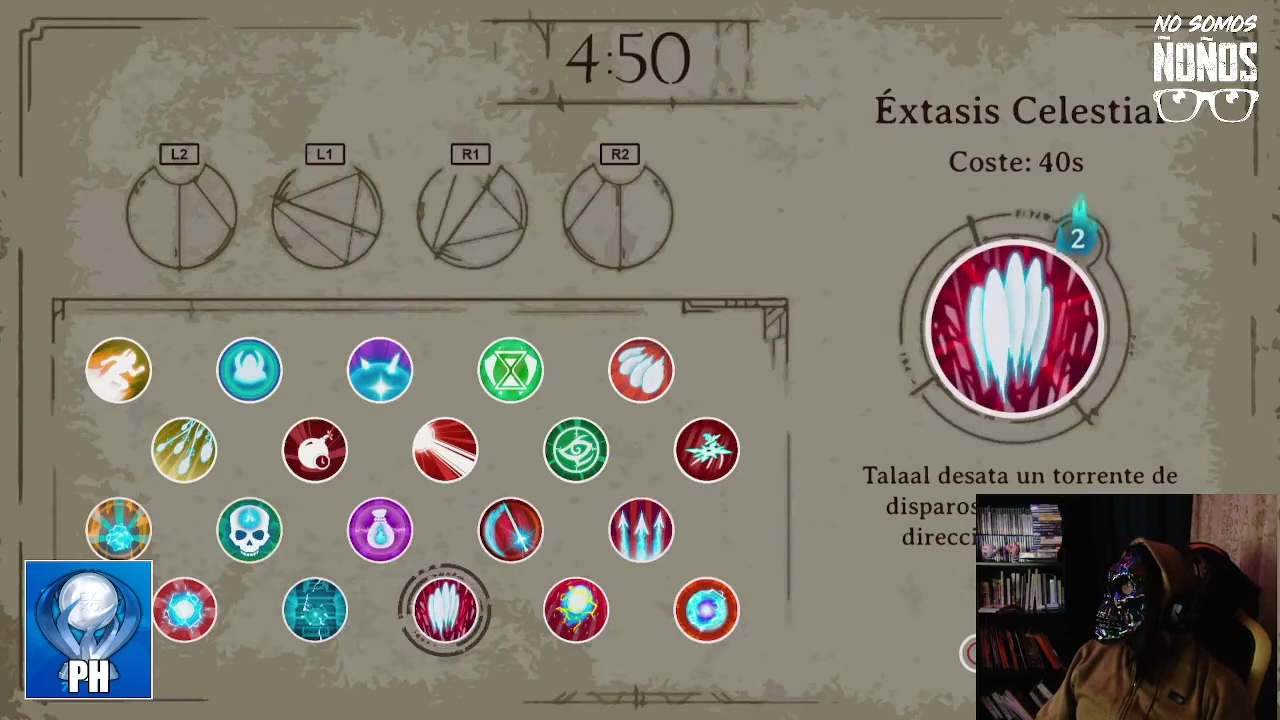 NO SOMOS
ÑOÑOS
4:50
L2
L1
R1
R2
Éxtasis Celestial
Coste: 40s
2
Talaal desata un torrente de
disparos
direcci
PH